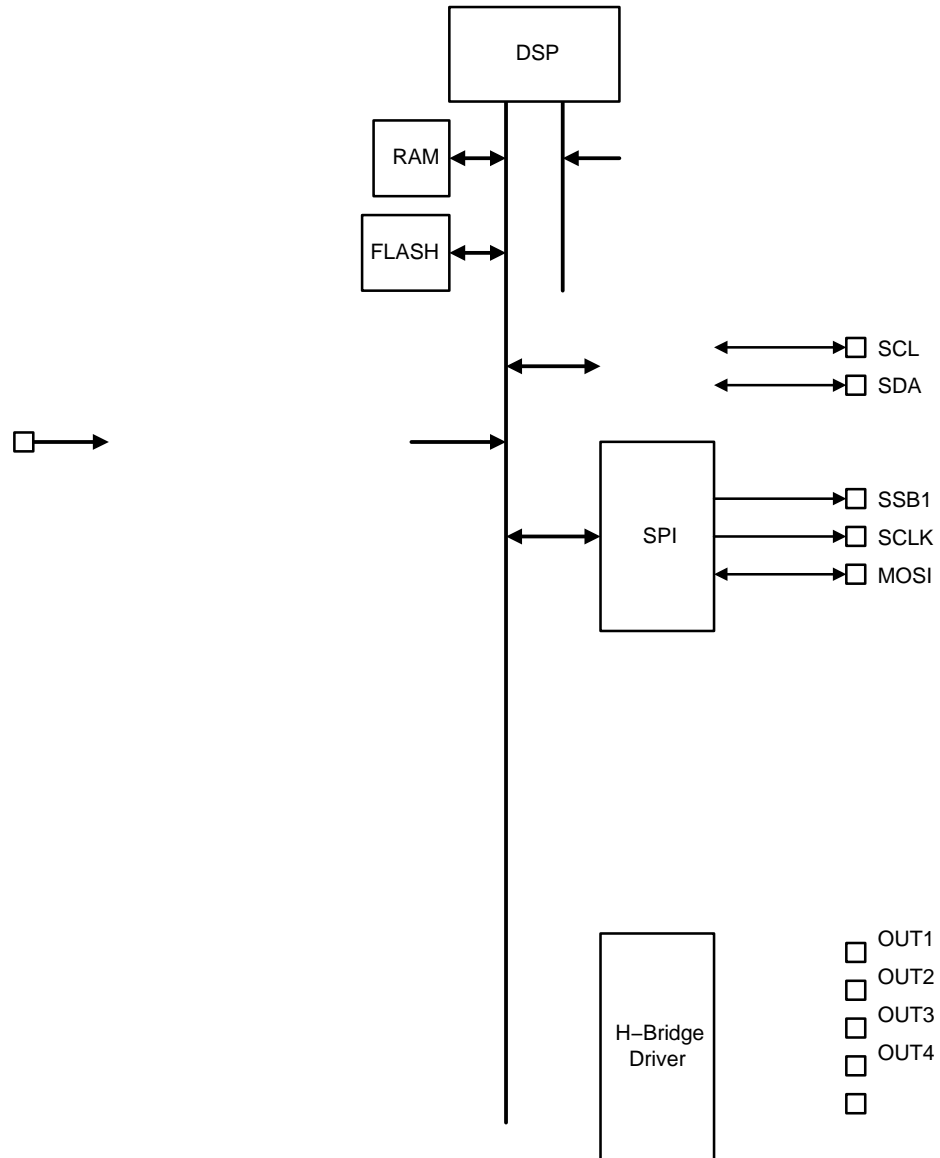 DSP
RAM
FLASH
SCL
SDA
SSB1
SPI
SCLK
MOSI
OUT1
OUT2
OUT3
H−Bridge
Driver
OUT4